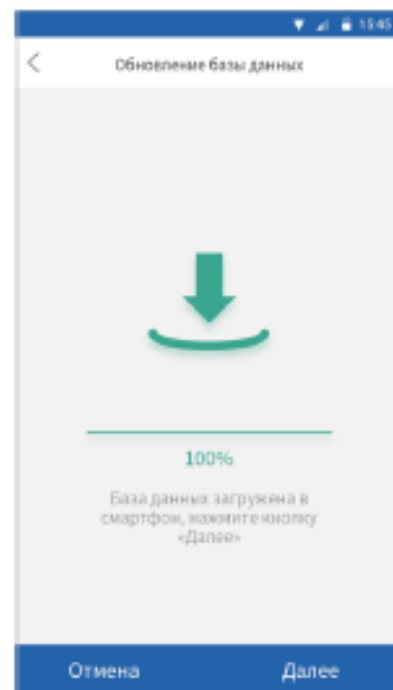 15:45
Обновление базы данных
100%
База данных загружена в
смартфон, нажмите кнопку
«Далее»
Отмена
Далее